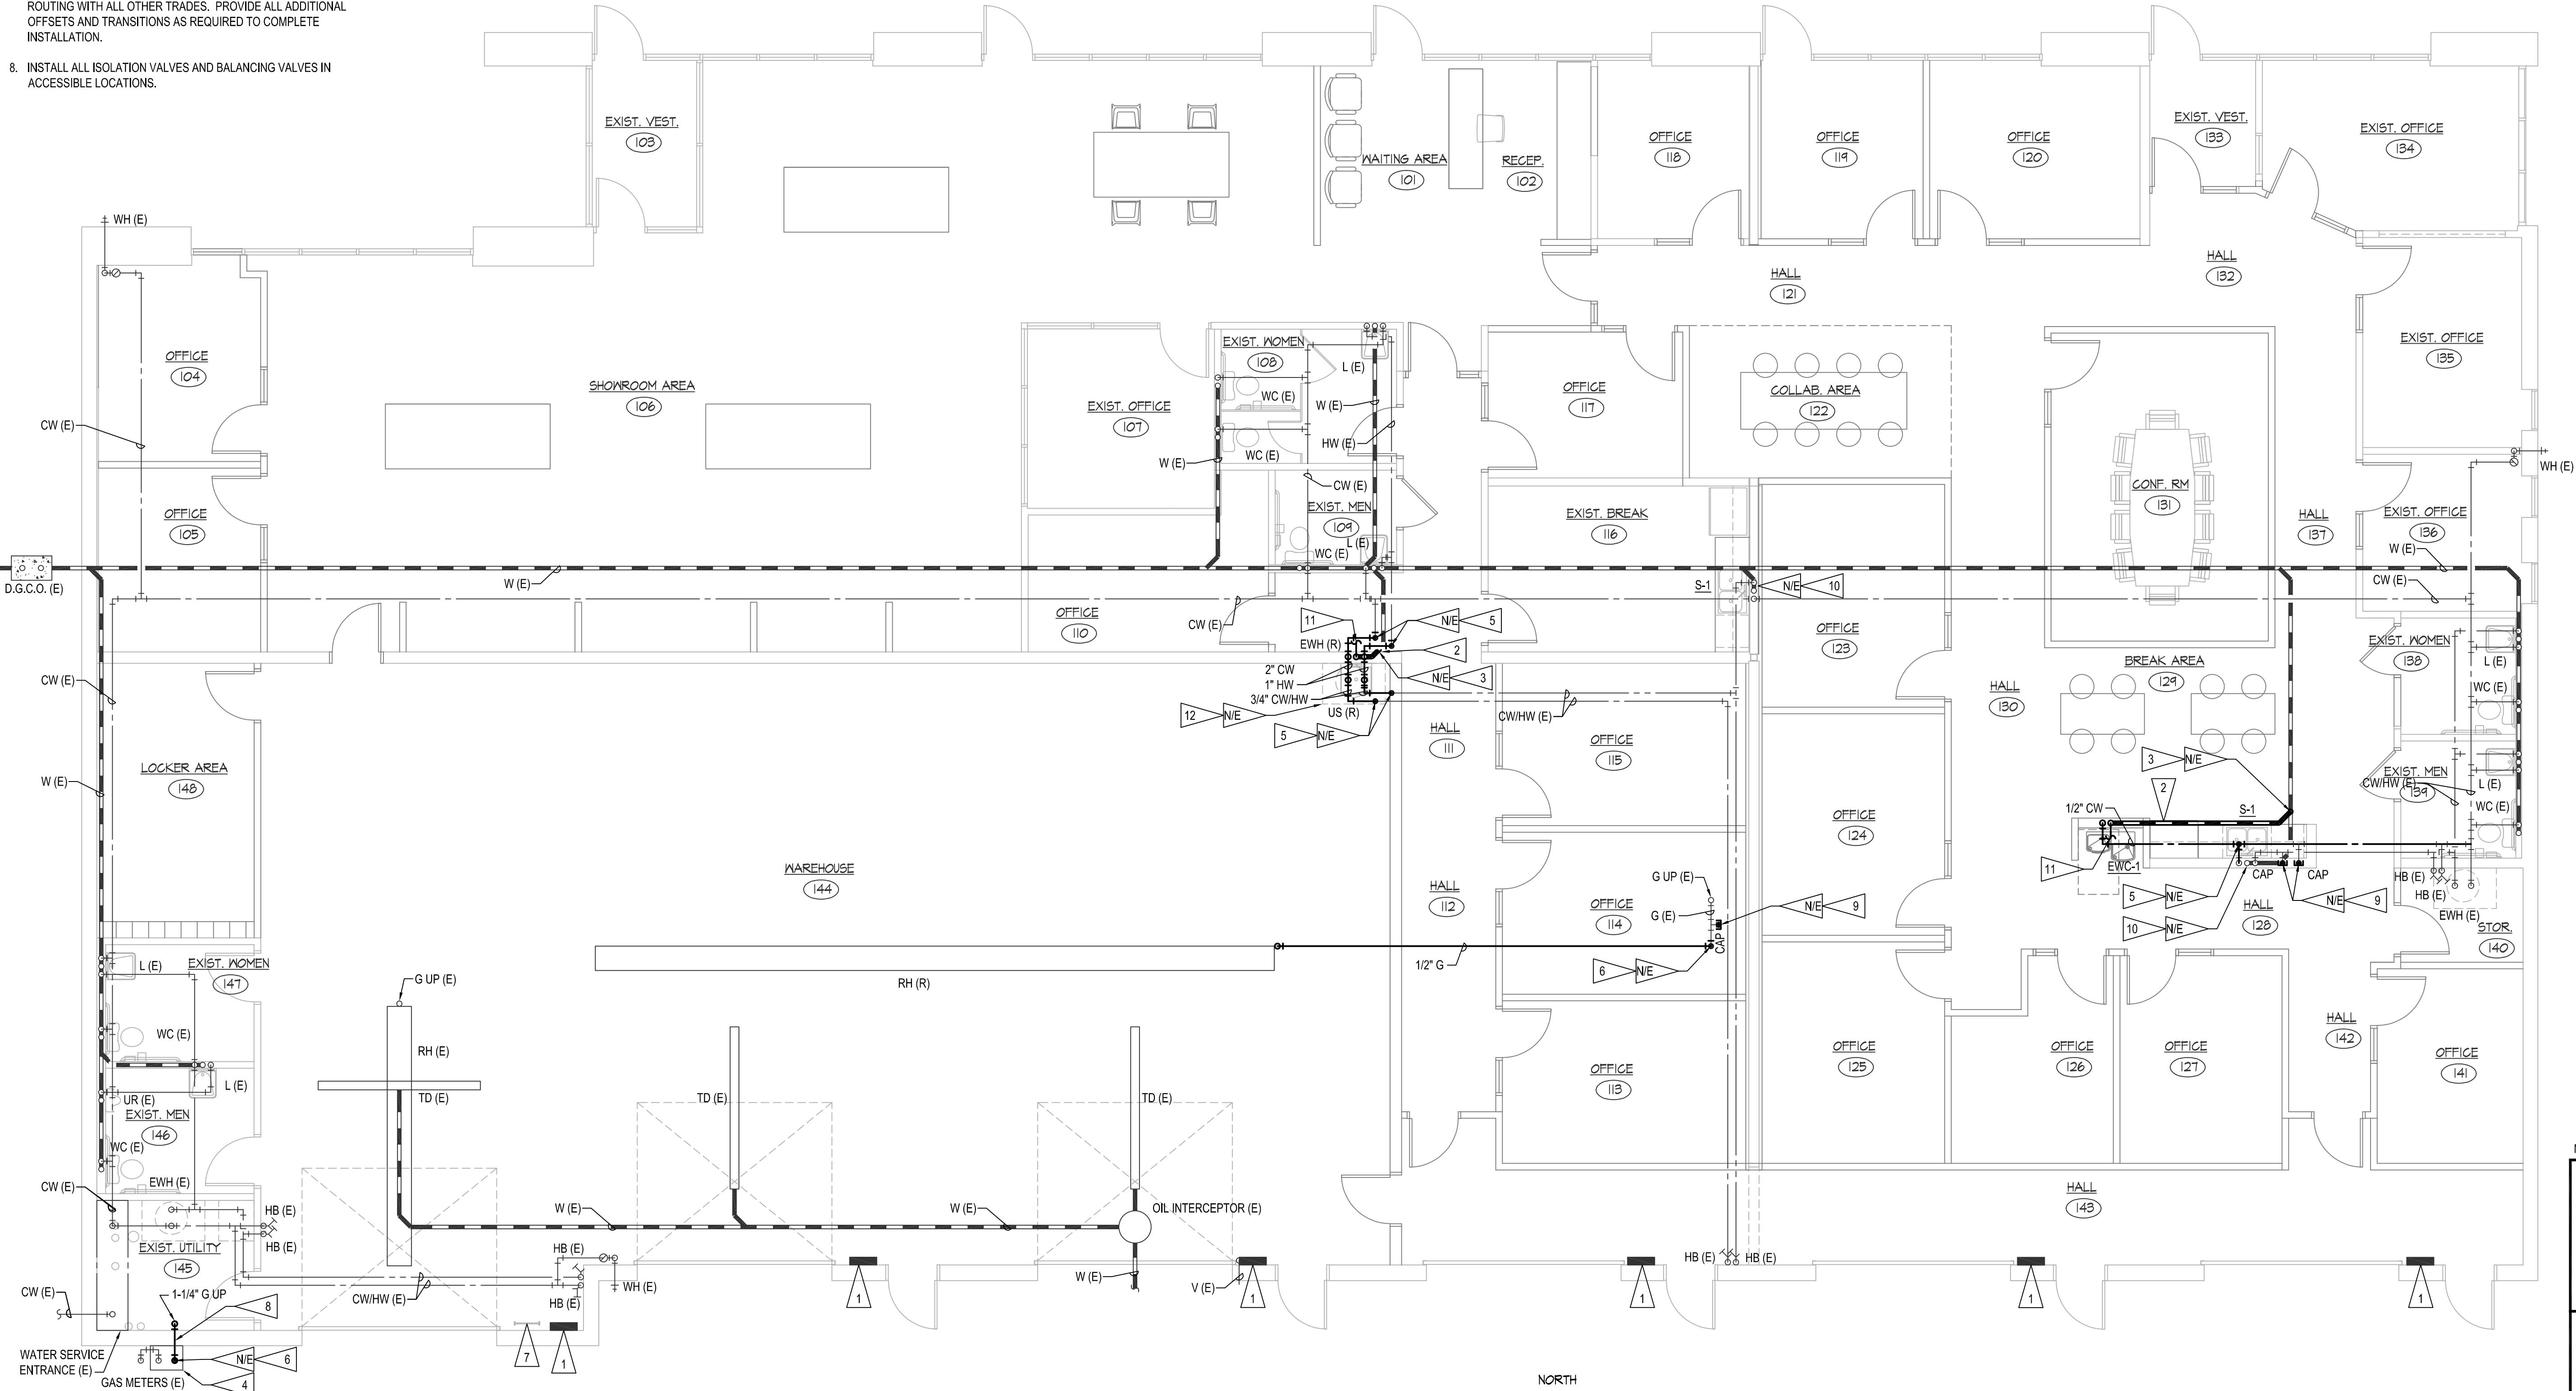 ROUTING WITH ALL OTHER TRADES. PROVIDE ALL ADDITIONAL
OFFSETS AND TRANSITIONS AS REQUIRED TO COMPLETE
INSTALLATION.
8. INSTALL ALL ISOLATION VALVES AND BALANCING VALVES IN
ACCESSIBLE LOCATIONS.
EXIST. VEST.
103
WAITING AREA
101
RECEP.
102
OFFICE
118
OFFICE
119
OFFICE
120
EXIST. VEST.
133
EXIST. OFFICE
134
WH (E)
HALL
121
HALL
132
OFFICE
104
SHOWROOM AREA
106
EXIST. OFFICE
107
EXIST. WOMEN
108
L (E)
WC (E)
W (E)
HW (E)
WC (E)
W (E)
CW (E)
CW (E)
OFFICE
117
COLLAB. AREA
122
EXIST. OFFICE
135
WH (E)
OFFICE
105
EXIST. MEN
109
L (E)
WC (E)
EXIST. BREAK
116
CONF. RM
131
HALL
137
EXIST. OFFICE
136
W (E)
CW (E)
D.G.C.O. (E)
W (E)
S-1
N/E
10
OFFICE
110
CW (E)
11
EWH (R)
N/E
5
2
N/E
3
2" CW
1" HW
3/4" CW/HW
US (R)
12
N/E
5
N/E
CW/HW (E)
OFFICE
123
EXIST. WOMEN
138
L (E)
WC (E)
BREAK AREA
129
HALL
130
CW (E)
W (E)
LOCKER AREA
148
HALL
111
OFFICE
115
3
N/E
2
EXIST. MEN
139
CW/HW (E)
L (E)
WC (E)
1/2" CW
S-1
OFFICE
124
WAREHOUSE
144
11
EWC-1
CAP
CAP
5
N/E
N/E
9
10
N/E
HALL
128
HB (E)
HB (E)
EWH (E)
STOR.
140
HALL
112
G UP (E)
G (E)
OFFICE
114
N/E
9
CAP
6
N/E
1/2" G
RH (R)
L (E)
EXIST. WOMEN
147
WC (E)
G UP (E)
RH (E)
TD (E)
TD (E)
TD (E)
L (E)
UR (E)
EXIST. MEN
146
WC (E)
EWH (E)
OFFICE
113
OFFICE
125
OFFICE
126
OFFICE
127
HALL
142
OFFICE
141
CW (E)
HB (E)
HB (E)
W (E)
W (E)
OIL INTERCEPTOR (E)
HALL
143
EXIST. UTILITY
145
HB (E)
WH (E)
HB (E)
CW/HW (E)
W (E)
V (E)
HB (E)
HB (E)
CW (E)
1-1/4" G UP
8
1
1
1
1
1
7
1
WATER SERVICE
ENTRANCE (E)
N/E
6
GAS METERS (E)
4
NORTH